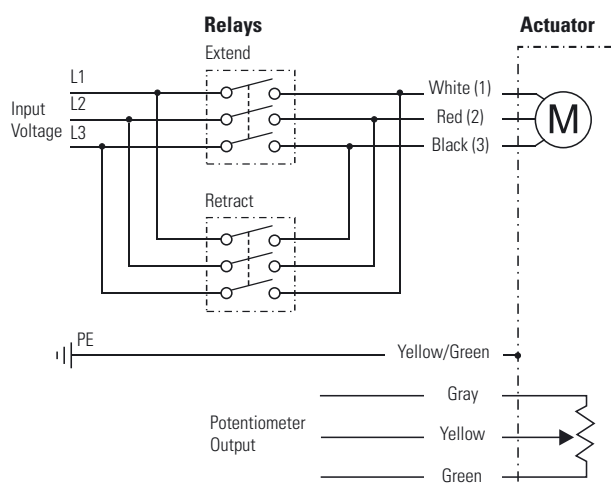 Relays
Actuator
Extend
L1
White (1)
Input
Voltage
L2
Red (2)
M
L3
Black (3)
Retract
PE
Yellow/Green
Gray
Potentiometer
Output
Yellow
Green